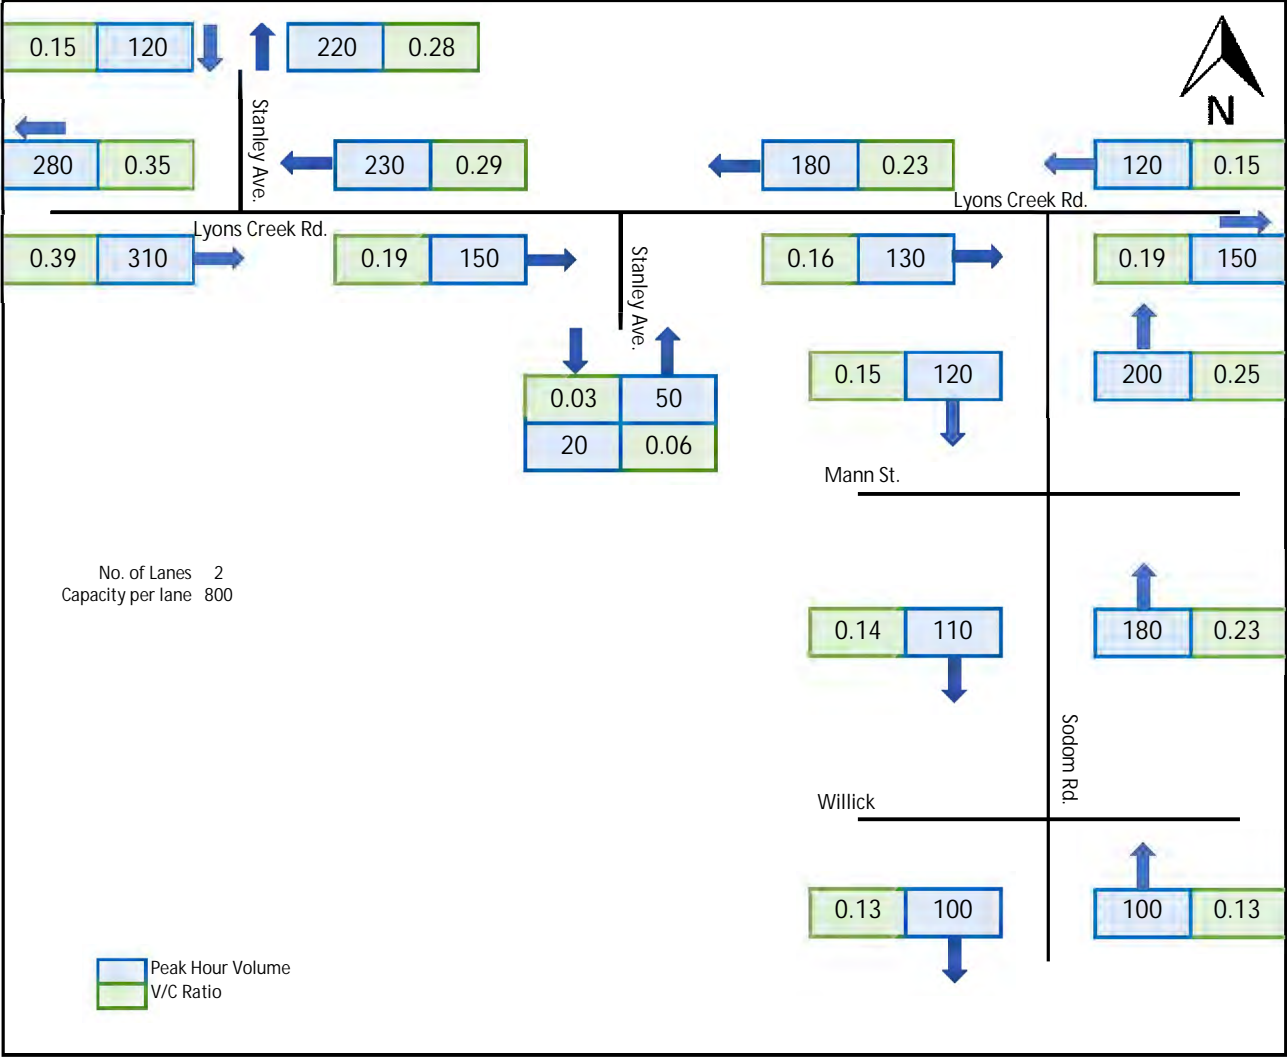 0.15 120 220 0.28
N
Stanley Ave.
280 0.35 230 0.29 180 0.23 120 0.15
Lyons Creek Rd.
Lyons Creek Rd.
0.39 310 0.19 150 0.16 130 0.19 150
Stanley Ave.
0.15 120 200 0.25
0.03 50
20 0.06
Mann St.
No. of Lanes 2
Capacity per lane 800
0.14 110 180 0.23
Sodom Rd.
Willick
0.13 100 100 0.13
Peak Hour Volume
V/C Ratio